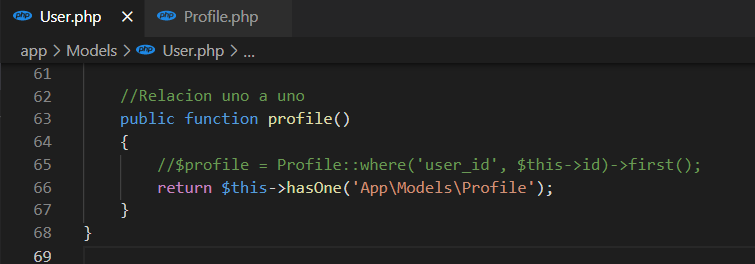 User.php × Profile.php
app > Models > User.php > ...
61
62 //Relacion uno a uno
63 public function profile()
64 {
65 //$profile = Profile::where('user_id', $this->id)->first();
66 return $this->hasOne('App\Models\Profile');
67 }
68 }
69